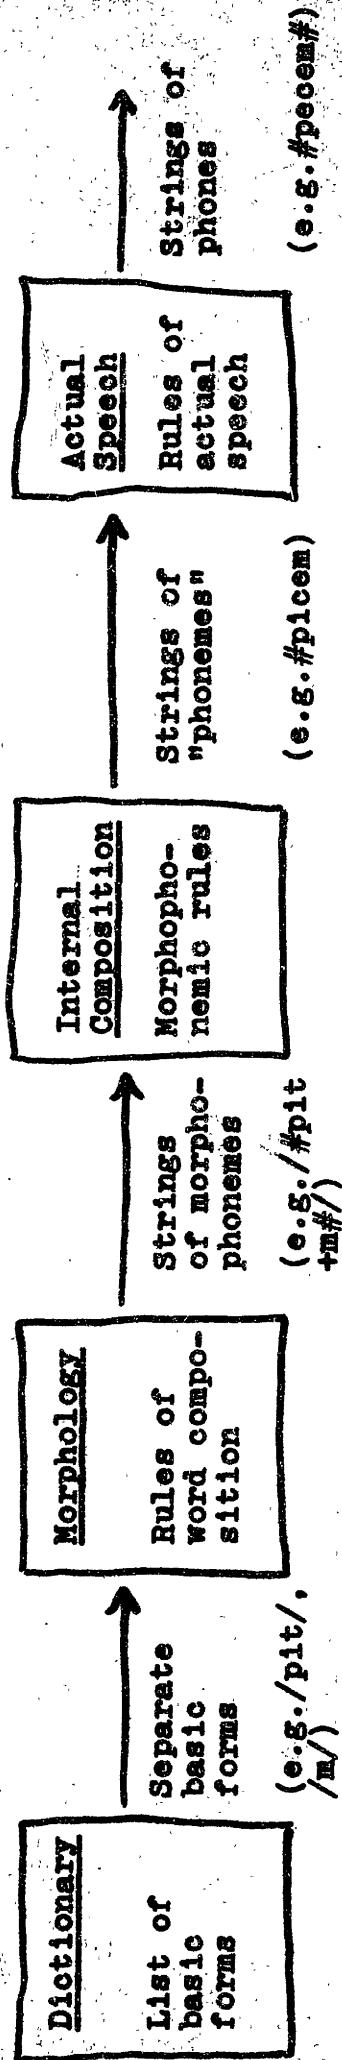 Dictionary
List of
basic
forms
Separate
basic
forms
(e.g./pit/,
/m/)
Morphology
Rules of
word compo-
sition
Strings
of morpho-
phonemes
(e.g./#pit
+m#/)
Internal
Composition
Morphopho-
nemic rules
Strings of
"phonemes"
(e.g.#picem)
Actual
Speech
Rules of
actual
speech
Strings of
phones
(e.g.#pecem#)